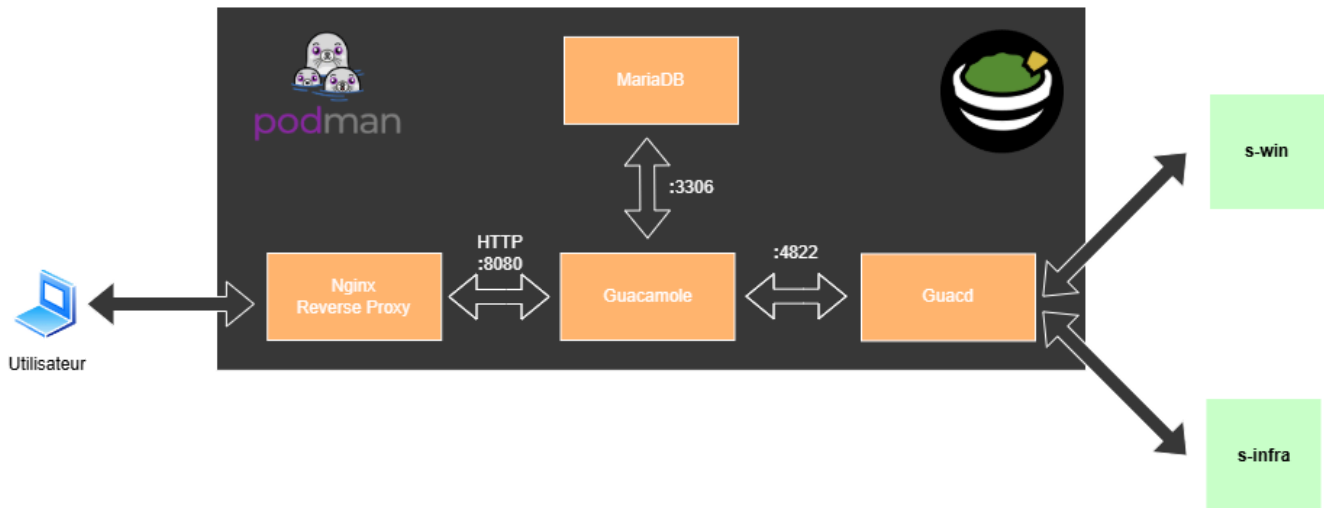 podman
MariaDB
:3306
HTTP
:8080
:4822
Nginx
Reverse Proxy
Guacamole
Guacd
Utilisateur
s-win
s-infra